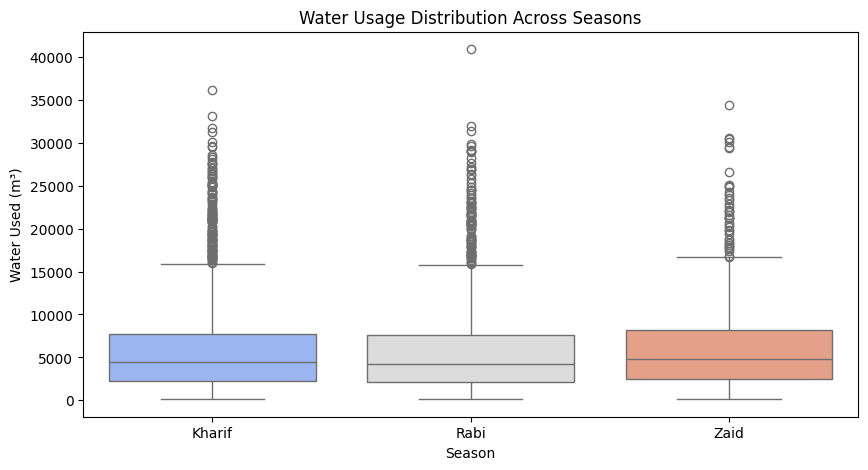 Water Usage Distribution Across Seasons
40000
35000
30000
25000
20000
15000
10000
5000
0
Water Used (m³)
Kharif
Rabi
Zaid
Season